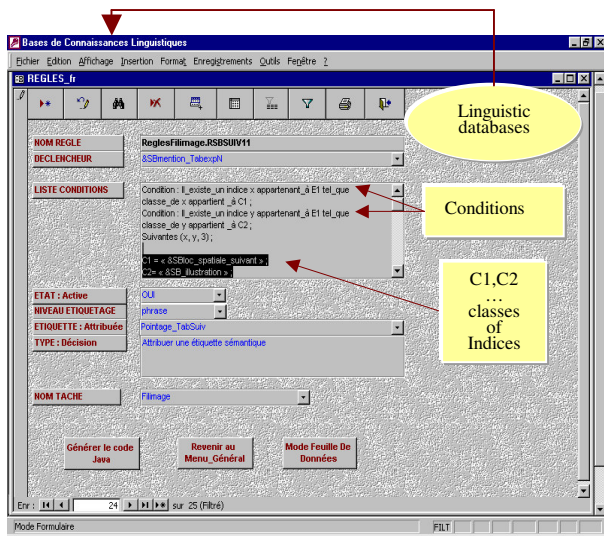 Bases de Connaissances Linguistiques
Fichier Edition Affichage Insertion Format Enregistrements Outils Fenêtre ?
REGLES_fr
Linguistic
databases
NOM REGLE ReglesFilimage.RSBSUIV11
DECLENCHEUR &SBmention_TabexpN
LISTE CONDITIONS Condition : Il_existe_un indice x appartenant_à E1 tel_que
classe_de x appartient _à C1 ;
Condition : Il_existe_un indice y appartenant_à E1 tel_que
classe_de y appartient _à C2 ;
Suivantes (x, y, 3) ;
C1 = « &SBloc_spatiale_suivant » ;
C2= « &SB_illustration » ;
Conditions
C1,C2
…
classes
of
Indices
ETAT : Active OUI
NIVEAU ETIQUETAGE phrase
ETIQUETTE : Attribuée Pointage_TabSuiv
TYPE : Décision Attribuer une étiquette sémantique
NOM TACHE Filimage
Générer le code
Java
Revenir au
Menu_Général
Mode Feuille De
Données
Enr : 24 sur 25 (Filtré)
Mode Formulaire FILT